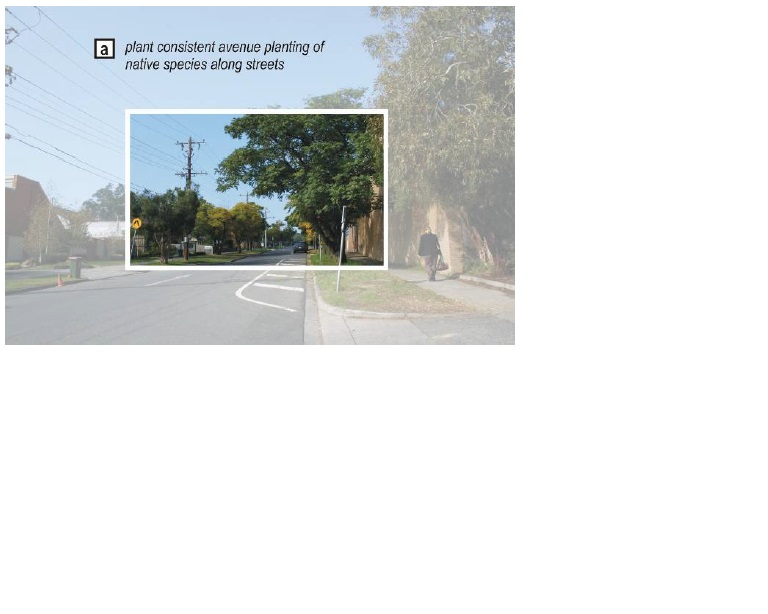 a plant consistent avenue planting of
native species along streets